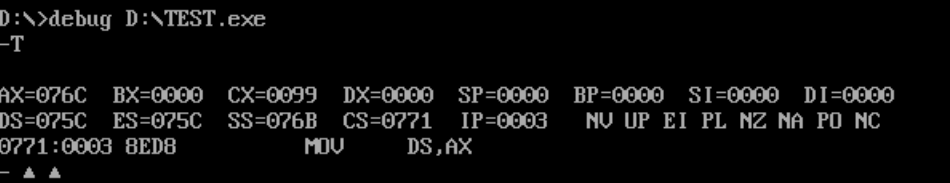 D:\>debug D:\TEST.exe
-T
AX=076C BX=0000 CX=0099 DX=0000 SP=0000 BP=0000 SI=0000 DI=0000
DS=075C ES=075C SS=076B CS=0771 IP=0003 NV UP EI PL NZ NA PO NC
0771:0003 8ED8 MOV DS,AX
- ▲ ▲